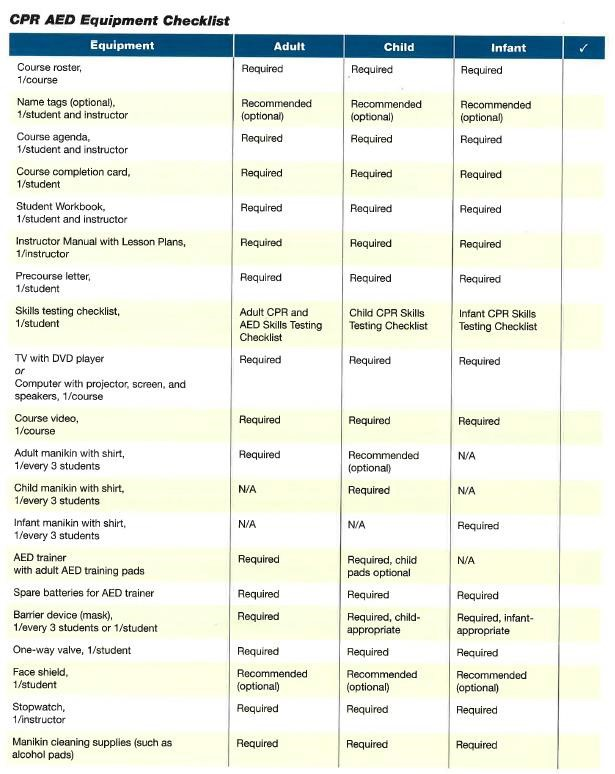 CPR AED Equipment Checklist
Equipment Adult Child Infant ✓
Course roster, Required Required Required
1/course
Name tags (optional), Recommended Recommended Recommended
1/student and instructor (optional) (optional) (optional)
Course agenda, Required Required Required
1/student and instructor
Course completion card, Required Required Required
1/student
Student Workbook, Required Required Required
1/student and instructor
Instructor Manual with Lesson Plans, Required Required Required
1/instructor
Precourse letter, Required Required Required
1/student
Skills testing checklist, Adult CPR and Child CPR Skills Infant CPR Skills
1/student AED Skills Testing Testing Checklist Testing Checklist
Checklist
TV with DVD player Required Required Required
or
Computer with projector, screen, and
speakers, 1/course
Course video, Required Required Required
1/course
Adult manikin with shirt, Required Recommended N/A
1/every 3 students (optional)
Child manikin with shirt, N/A Required N/A
1/every 3 students
Infant manikin with shirt, N/A N/A Required
1/every 3 students
AED trainer Required Required, child N/A
with adult AED training pads pads optional
Spare batteries for AED trainer Required Required Required
Barrier device (mask), Required Required, child- Required, infant-
1/every 3 students or 1/student appropriate appropriate
One-way valve, 1/student Required Required Required
Face shield, Recommended Recommended Recommended
1/student (optional) (optional) (optional)
Stopwatch, Required Required Required
1/instructor
Manikin cleaning supplies (such as Required Required Required
alcohol pads)